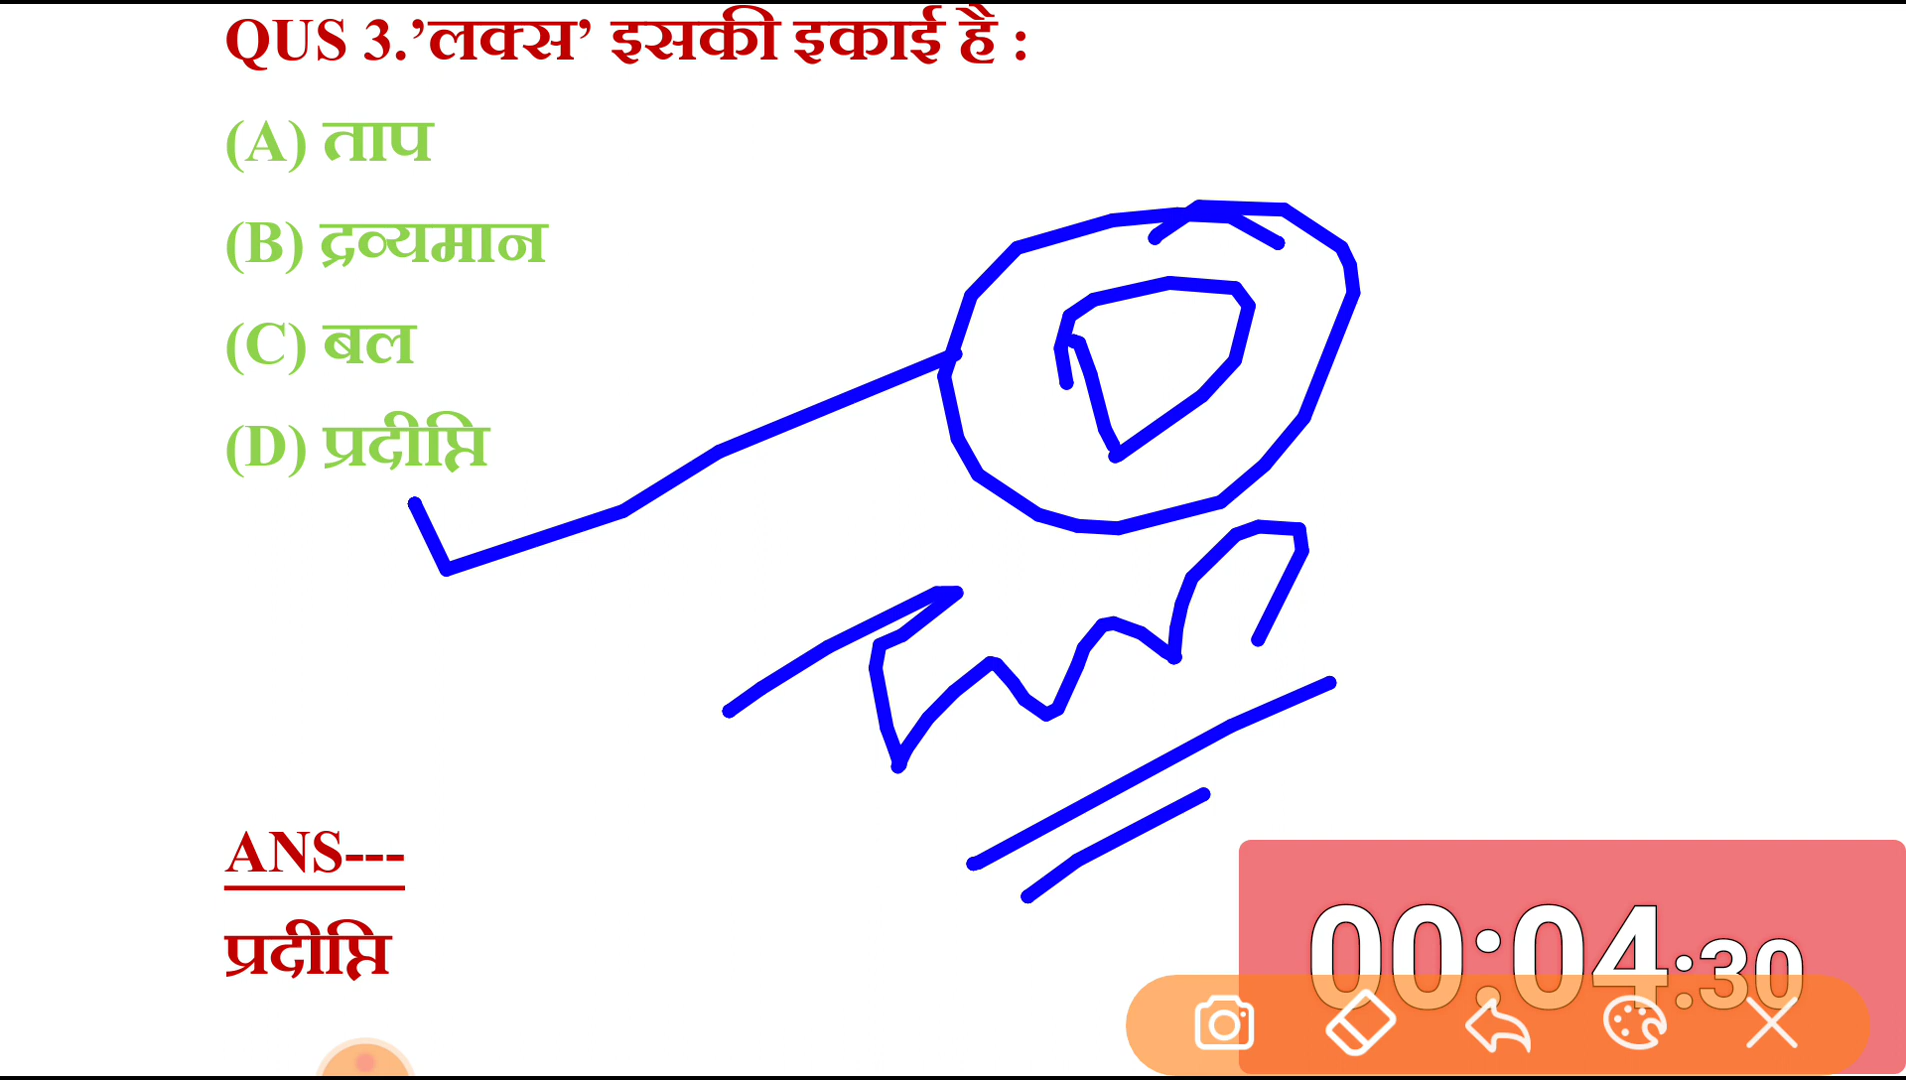 QUS 3.’लक्स’ इसकी इकाई है :
(A) ताप
(B) द्रव्यमान
(C) बल
(D) प्रदीप्ति
D
ANS---
प्रदीप्ति
00:04:30